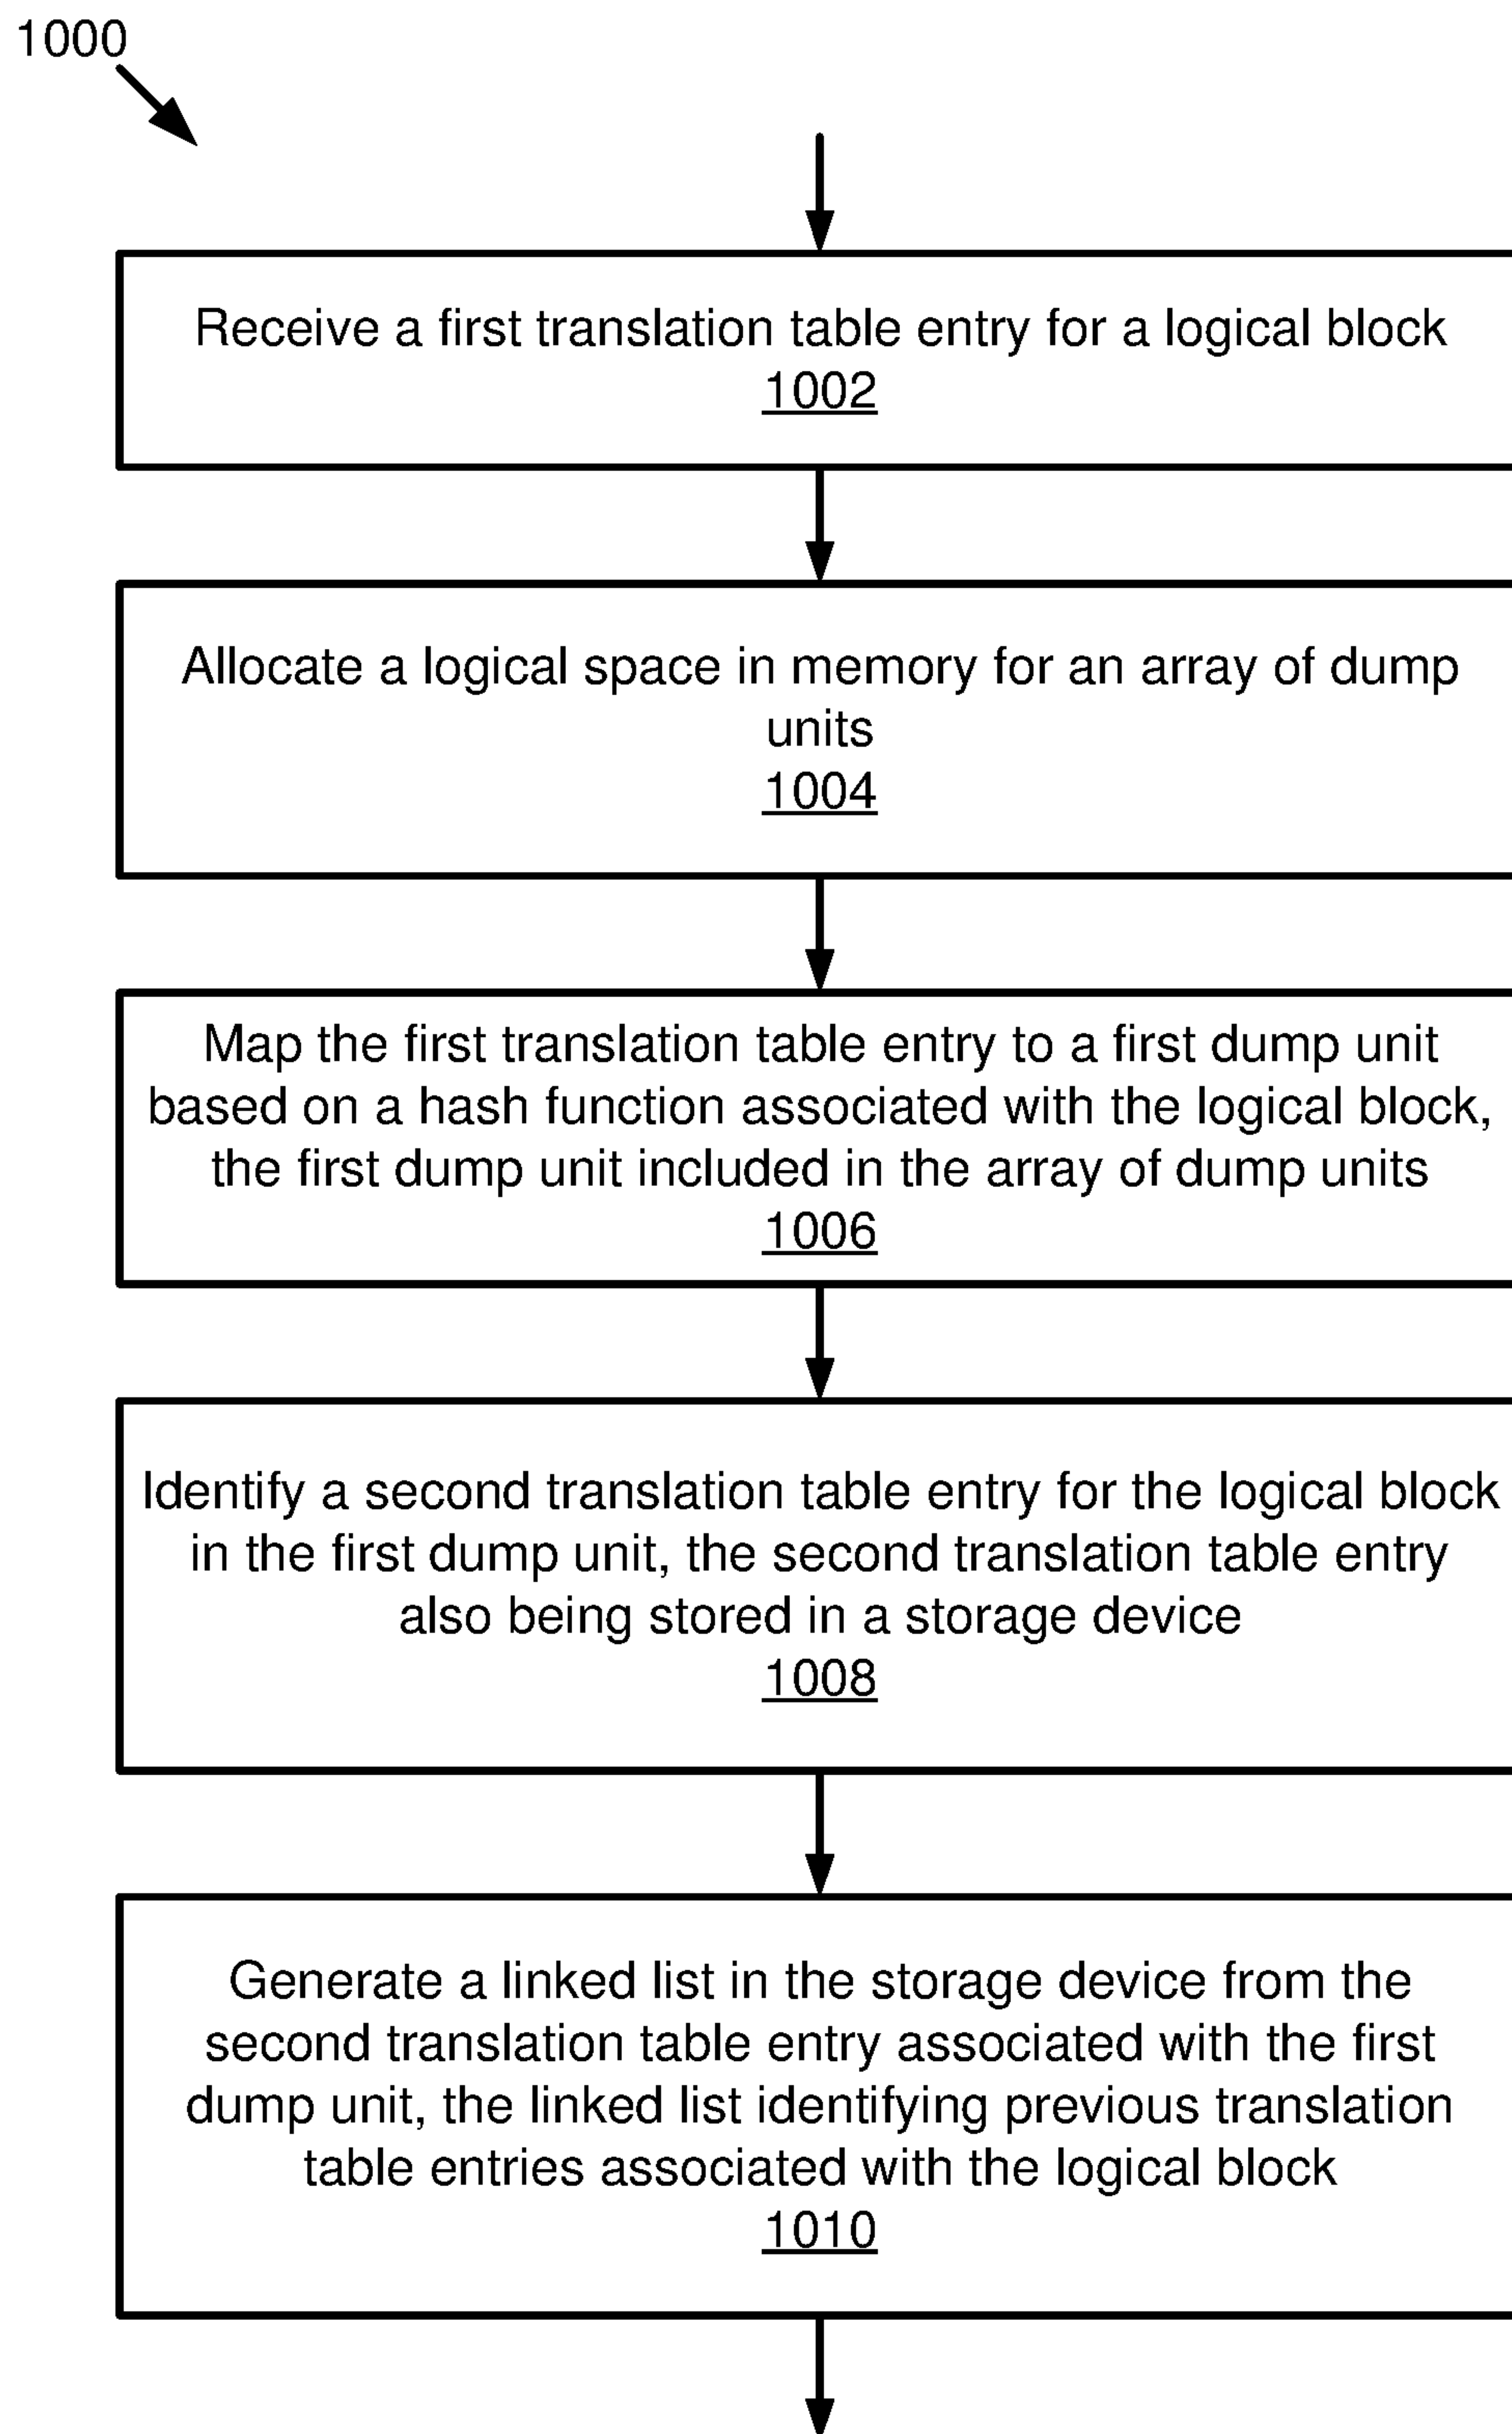 1000
Receive a first translation table entry for a logical block
1002
Allocate a logical space in memory for an array of dump
units
1004
Map the first translation table entry to a first dump unit
based on a hash function associated with the logical block,
the first dump unit included in the array of dump units
1006
Identify a second translation table entry for the logical block
in the first dump unit, the second translation table entry
also being stored in a storage device
1008
Generate a linked list in the storage device from the
second translation table entry associated with the first
dump unit, the linked list identifying previous translation
table entries associated with the logical block
1010